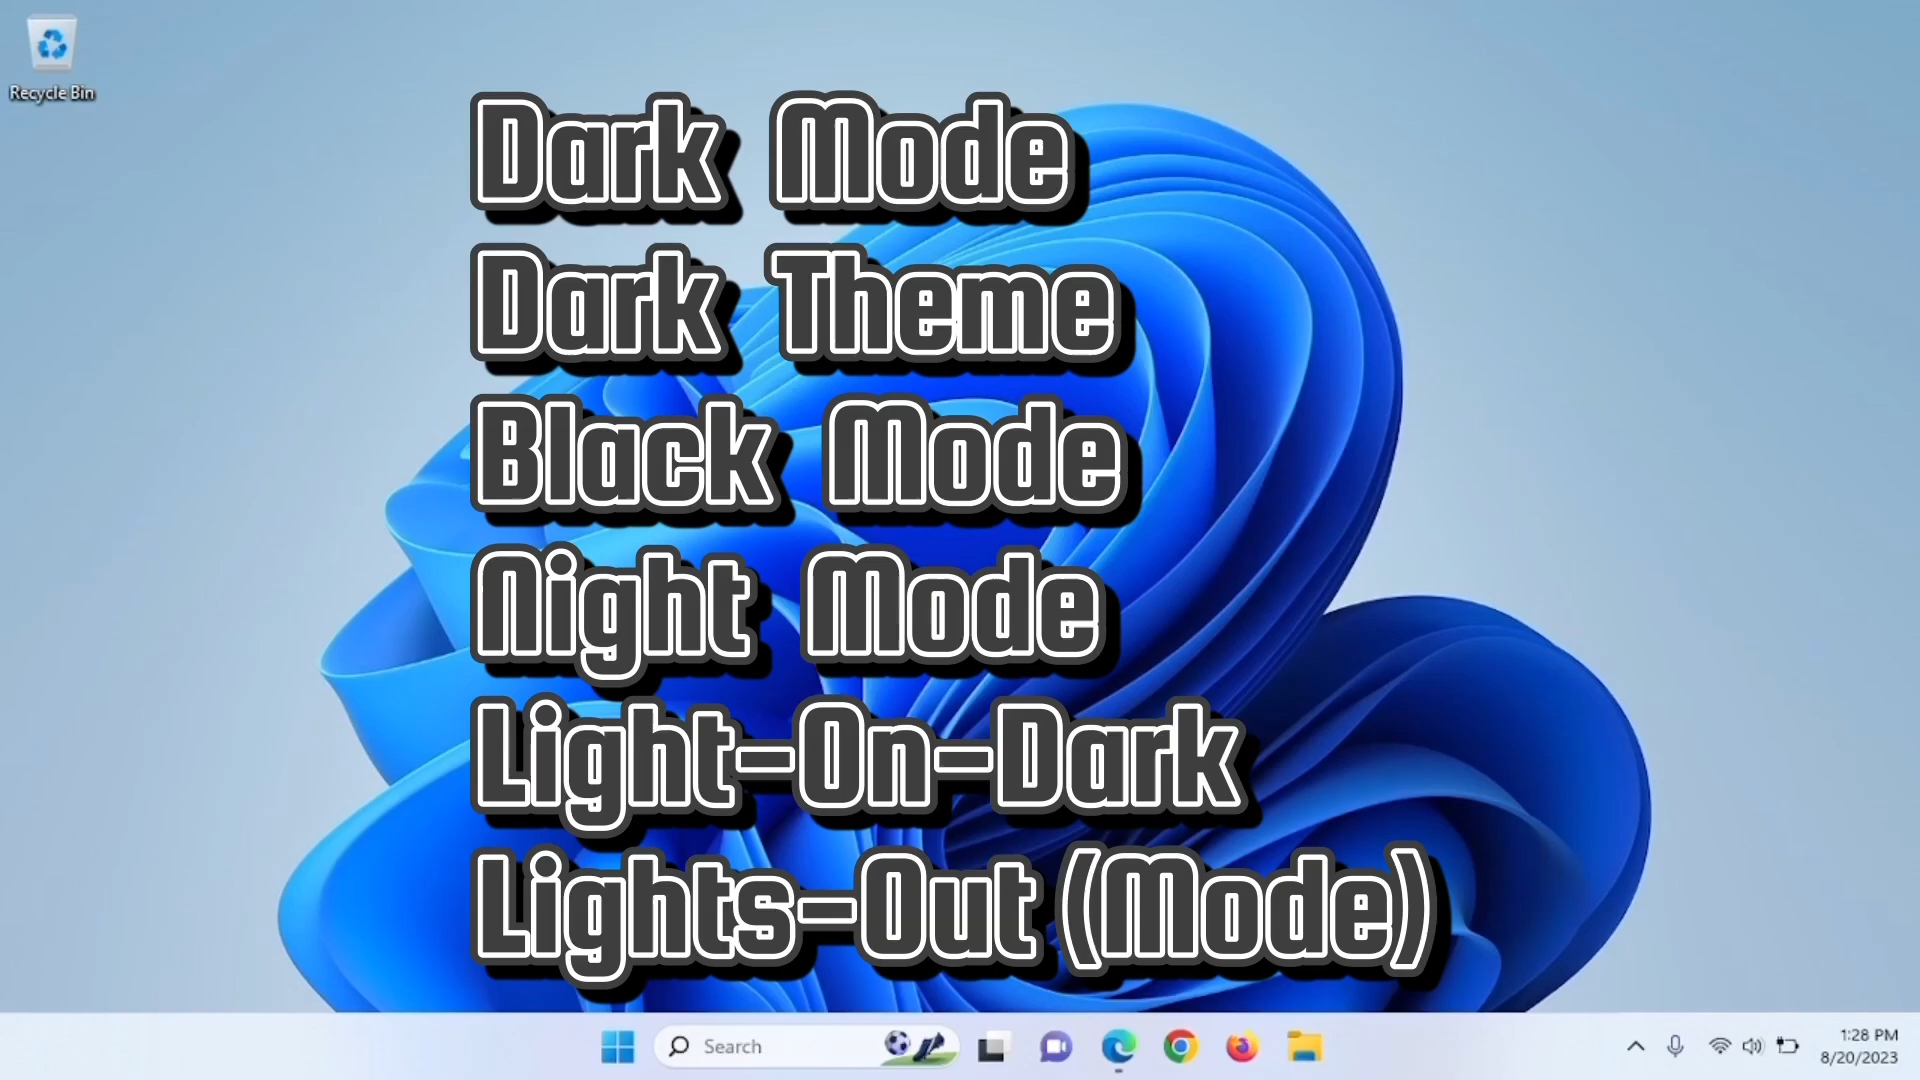 Recycle Bin
Dark Mode
Dark Theme
Black Mode
Night Mode
Light-On-Dark
Lights-Out (Mode)
Search
1:28 PM
8/20/2023